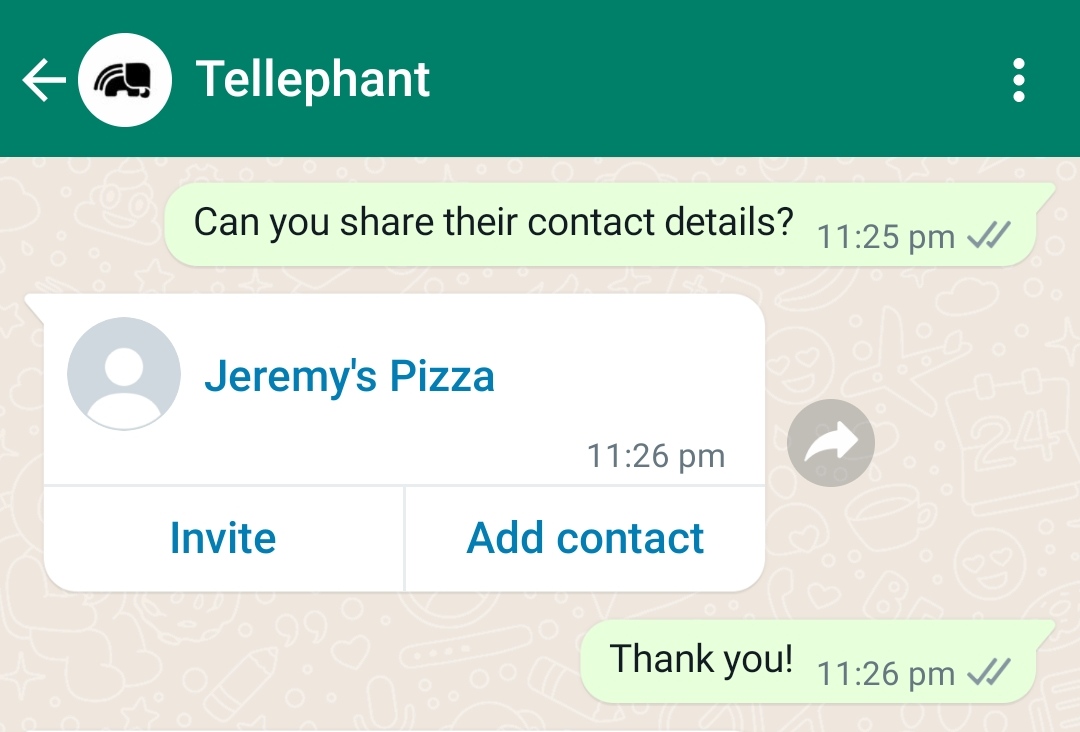 Tellephant
Can you share their contact details? 11:25 pm
Jeremy's Pizza
11:26 pm
Invite Add contact
Thank you! 11:26 pm
24